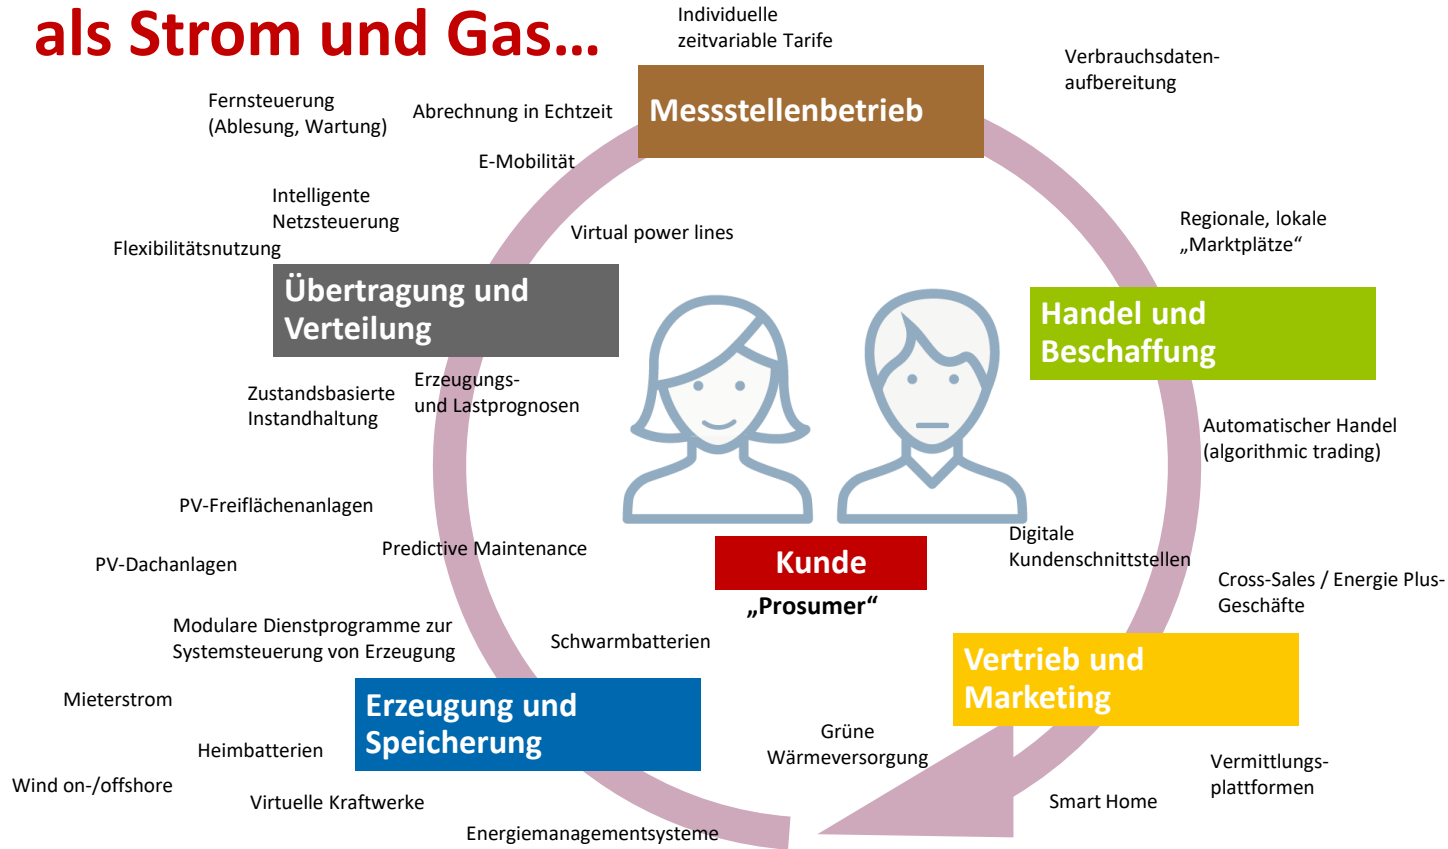 als Strom und Gas…
Individuelle
zeitvariable Tarife
Verbrauchsdaten-
aufbereitung
Fernsteuerung
(Ablesung, Wartung)
Abrechnung in Echtzeit
Messstellenbetrieb
E-Mobilität
Intelligente
Netzsteuerung
Flexibilitätsnutzung
Virtual power lines
Regionale, lokale
„Marktplätze“
Übertragung und
Verteilung
Handel und
Beschaffung
Zustandsbasierte
Instandhaltung
Erzeugungs-
und Lastprognosen
Automatischer Handel
(algorithmic trading)
PV-Freiflächenanlagen
PV-Dachanlagen
Predictive Maintenance
Kunde
„Prosumer“
Digitale
Kundenschnittstellen
Cross-Sales / Energie Plus-
Geschäfte
Modulare Dienstprogramme zur
Systemsteuerung von Erzeugung
Schwarmbatterien
Vertrieb und
Marketing
Mieterstrom
Erzeugung und
Speicherung
Heimbatterien
Grüne
Wärmeversorgung
Wind on-/offshore
Virtuelle Kraftwerke
Energiemanagementsysteme
Smart Home
Vermittlungs-
plattformen